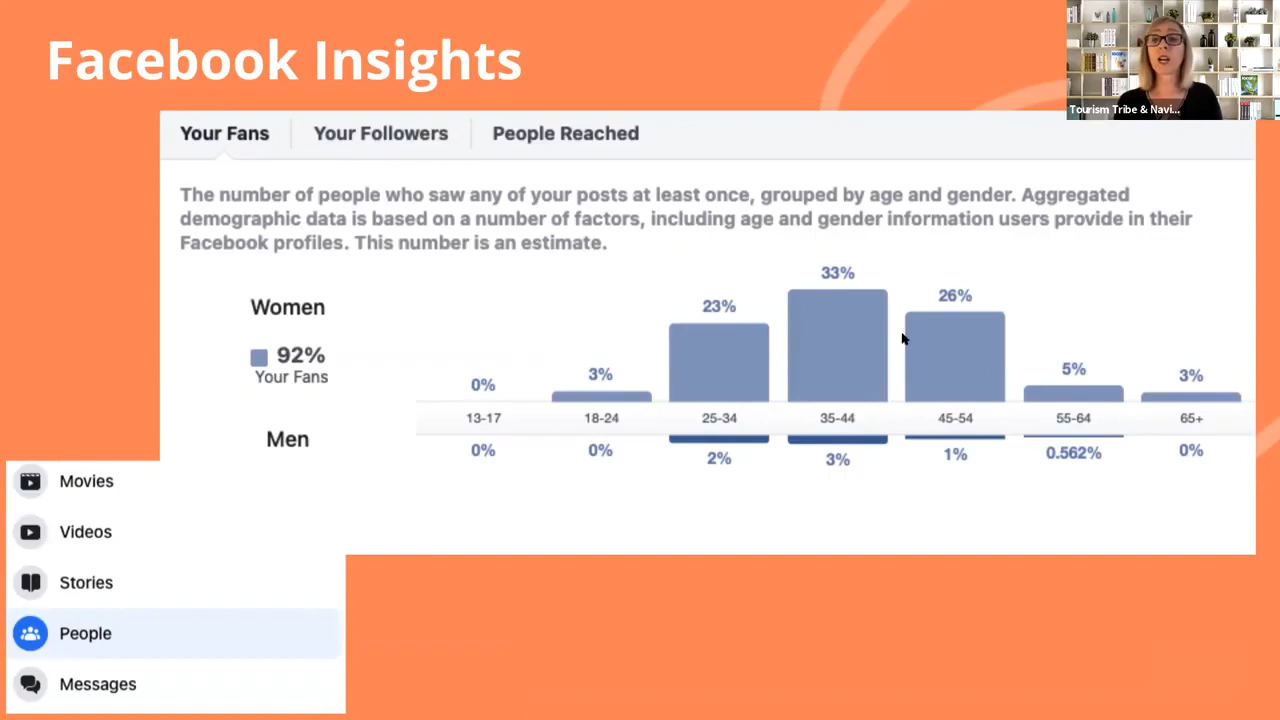 Facebook Insights
Tourism Tribe & Navi...
Your Fans
Your Followers
People Reached
The number of people who saw any of your posts at least once, grouped by age and gender. Aggregated
demographic data is based on a number of factors, including age and gender information users provide in their
Facebook profiles. This number is an estimate.
Women
92%
Your Fans
0% 3% 23% 33% 26% 5% 3%
13-17 18-24 25-34 35-44 45-54 55-64 65+
Men
0% 0% 2% 3% 1% 0.562% 0%
Movies
Videos
Stories
People
Messages